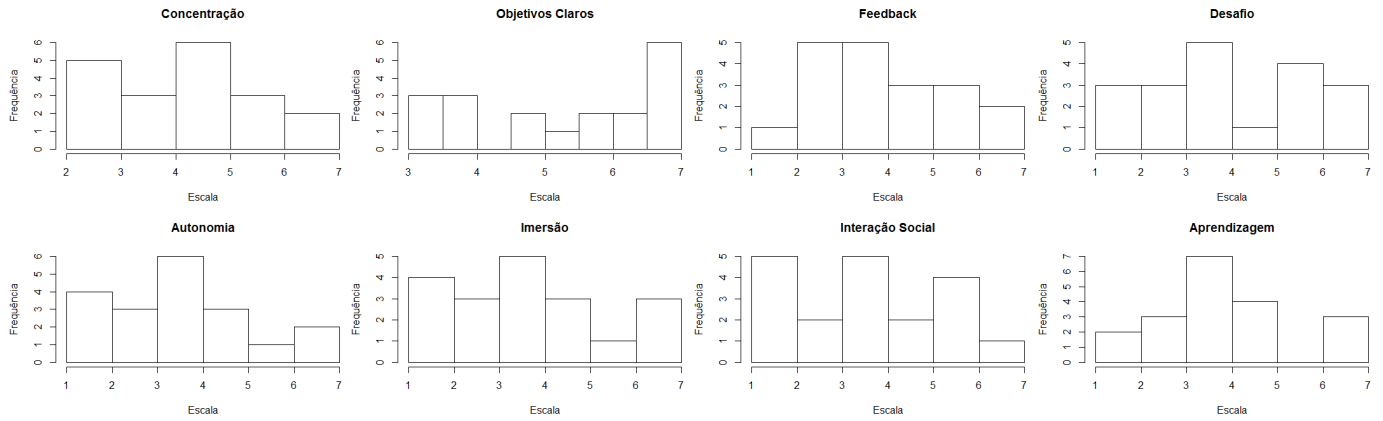 Concentração
Frequência
6
5
4
3
2
1
0
2 3 4 5 6 7
Escala
Objetivos Claros
Frequência
6
5
4
3
2
1
0
3 4 5 6 7
Escala
Feedback
Frequência
5
4
3
2
1
0
1 2 3 4 5 6 7
Escala
Desafio
Frequência
5
4
3
2
1
0
1 2 3 4 5 6 7
Escala
Autonomia
Frequência
6
5
4
3
2
1
0
1 2 3 4 5 6 7
Escala
Imersão
Frequência
5
4
3
2
1
0
1 2 3 4 5 6 7
Escala
Interação Social
Frequência
5
4
3
2
1
0
1 2 3 4 5 6 7
Escala
Aprendizagem
Frequência
7
6
5
4
3
2
1
0
1 2 3 4 5 6 7
Escala